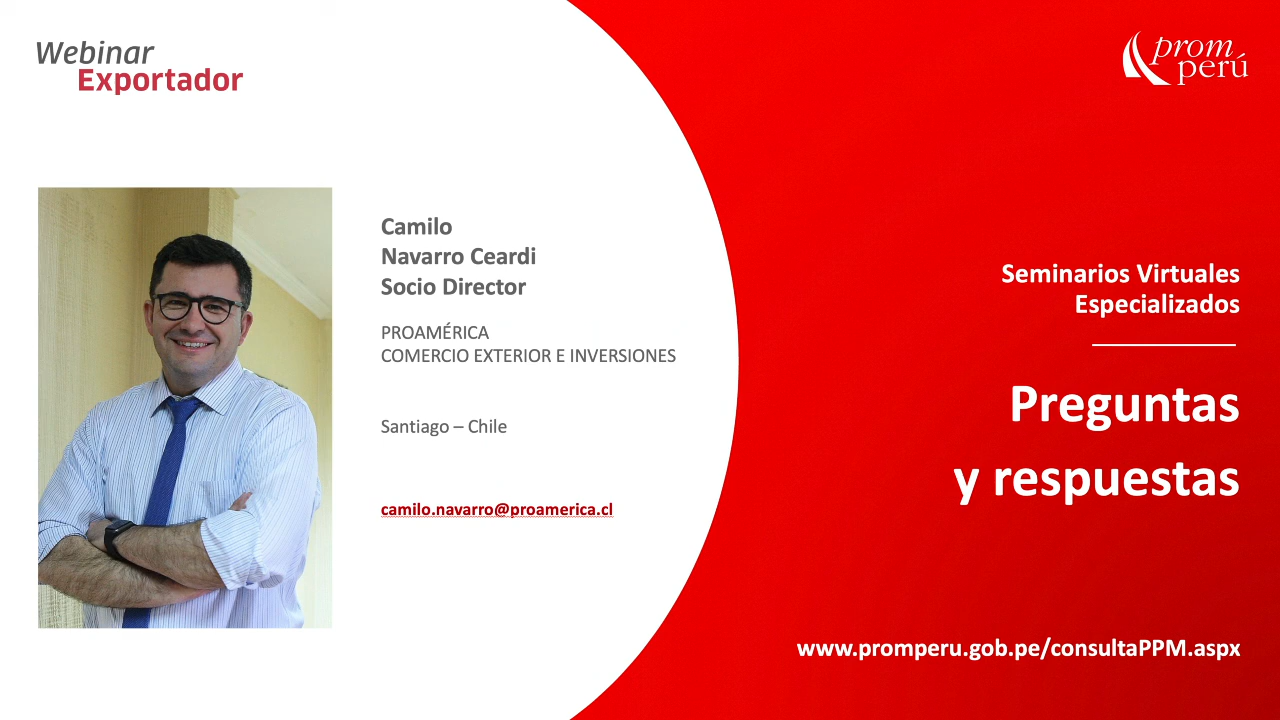 Webinar
Exportador
prom
perú
Camilo
Navarro Ceardi
Socio Director
PROAMÉRICA
COMERCIO EXTERIOR E INVERSIONES
Santiago – Chile
camilo.navarro@proamerica.cl
Seminarios Virtuales
Especializados
Preguntas
y respuestas
www.promperu.gob.pe/consultaPPM.aspx